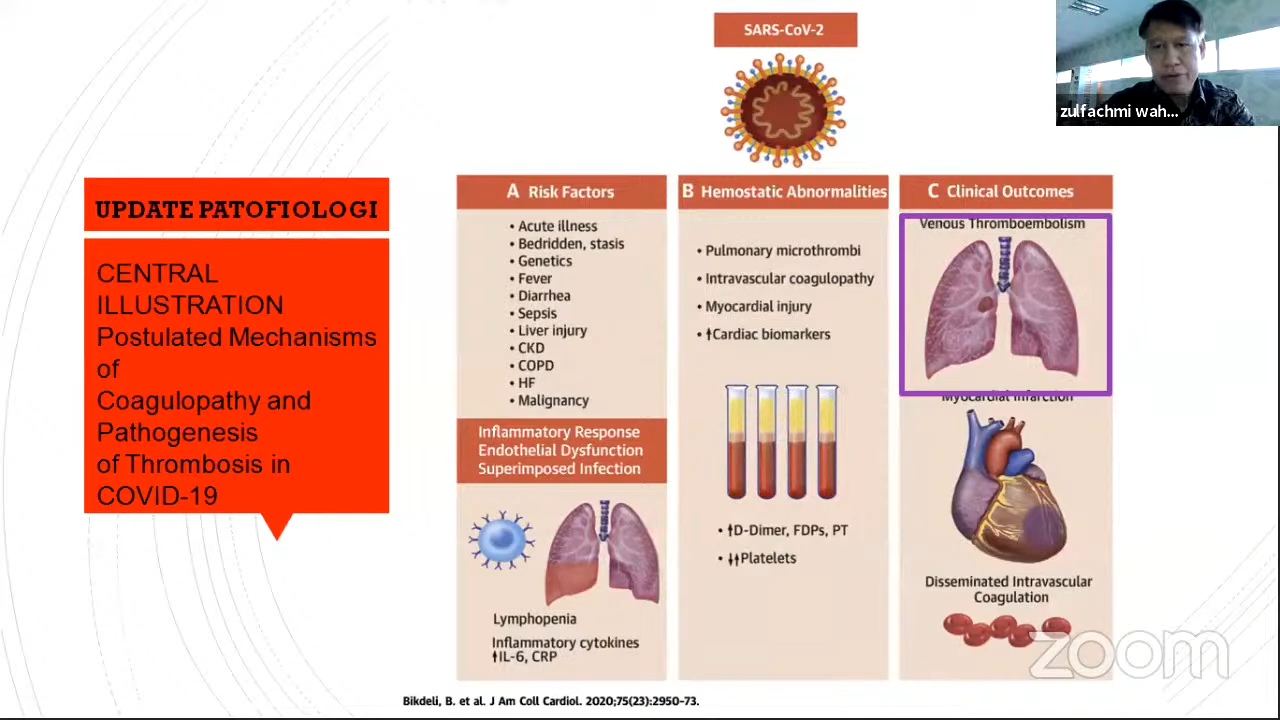 SARS-CoV-2
zulfachmi wah...
UPDATE PATOFIOLOGI
CENTRAL
ILLUSTRATION
Postulated Mechanisms
of
Coagulopathy and
Pathogenesis
of Thrombosis in
COVID-19
A Risk Factors
• Acute illness
• Bedridden, stasis
• Genetics
• Fever
• Diarrhea
• Sepsis
• Liver injury
• CKD
• COPD
• HF
• Malignancy
Inflammatory Response
Endothelial Dysfunction
Superimposed Infection
Lymphopenia
Inflammatory cytokines
↑IL-6, CRP
B Hemostatic Abnormalities
• Pulmonary microthrombi
• Intravascular coagulopathy
• Myocardial injury
• ↑Cardiac biomarkers
• ↑D-Dimer, FDPs, PT
• ↓↑Platelets
C Clinical Outcomes
Venous Thromboembolism
Myocardial Infarction
Disseminated Intravascular
Coagulation
zoom
Bikdeli, B. et al. J Am Coll Cardiol. 2020;75(23):2950-73.